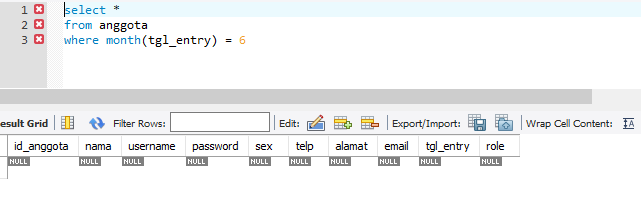 1 select *
2 from anggota
3 where month(tgl_entry) = 6
esult Grid Filter Rows: Edit: Export/Import: Wrap Cell Content:
id_anggota nama username password sex telp alamat email tgl_entry role
NULL NULL NULL NULL NULL NULL NULL NULL NULL NULL